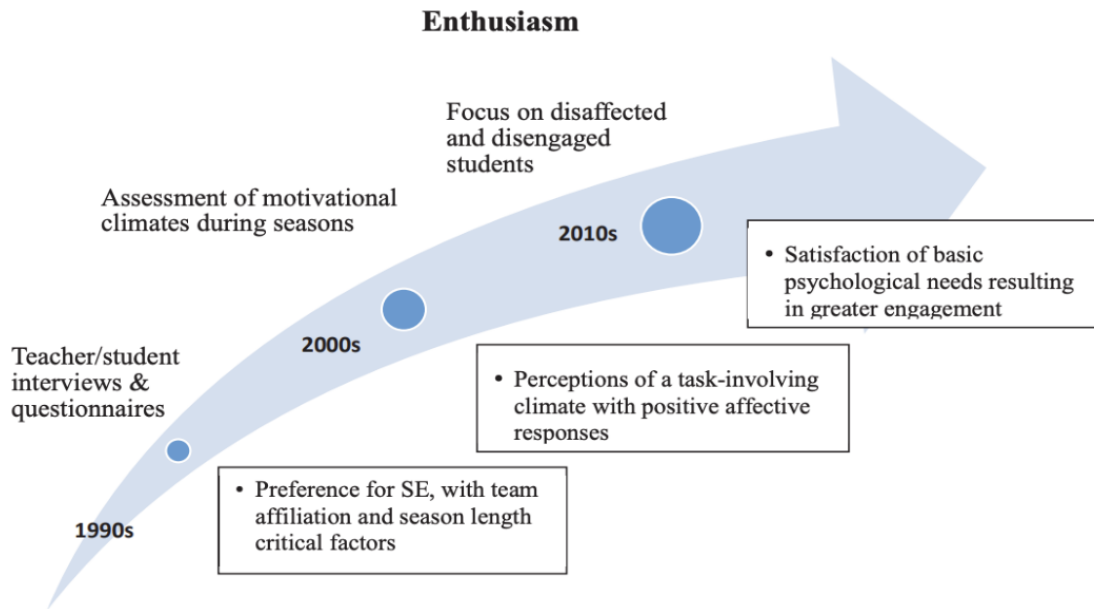 Enthusiasm
Focus on disaffected
and disengaged
students
Assessment of motivational
climates during seasons
2010s
• Satisfaction of basic
psychological needs resulting
in greater engagement
Teacher/student
interviews &
questionnaires
2000s
• Perceptions of a task-involving
climate with positive affective
responses
• Preference for SE, with team
affiliation and season length
critical factors
1990s